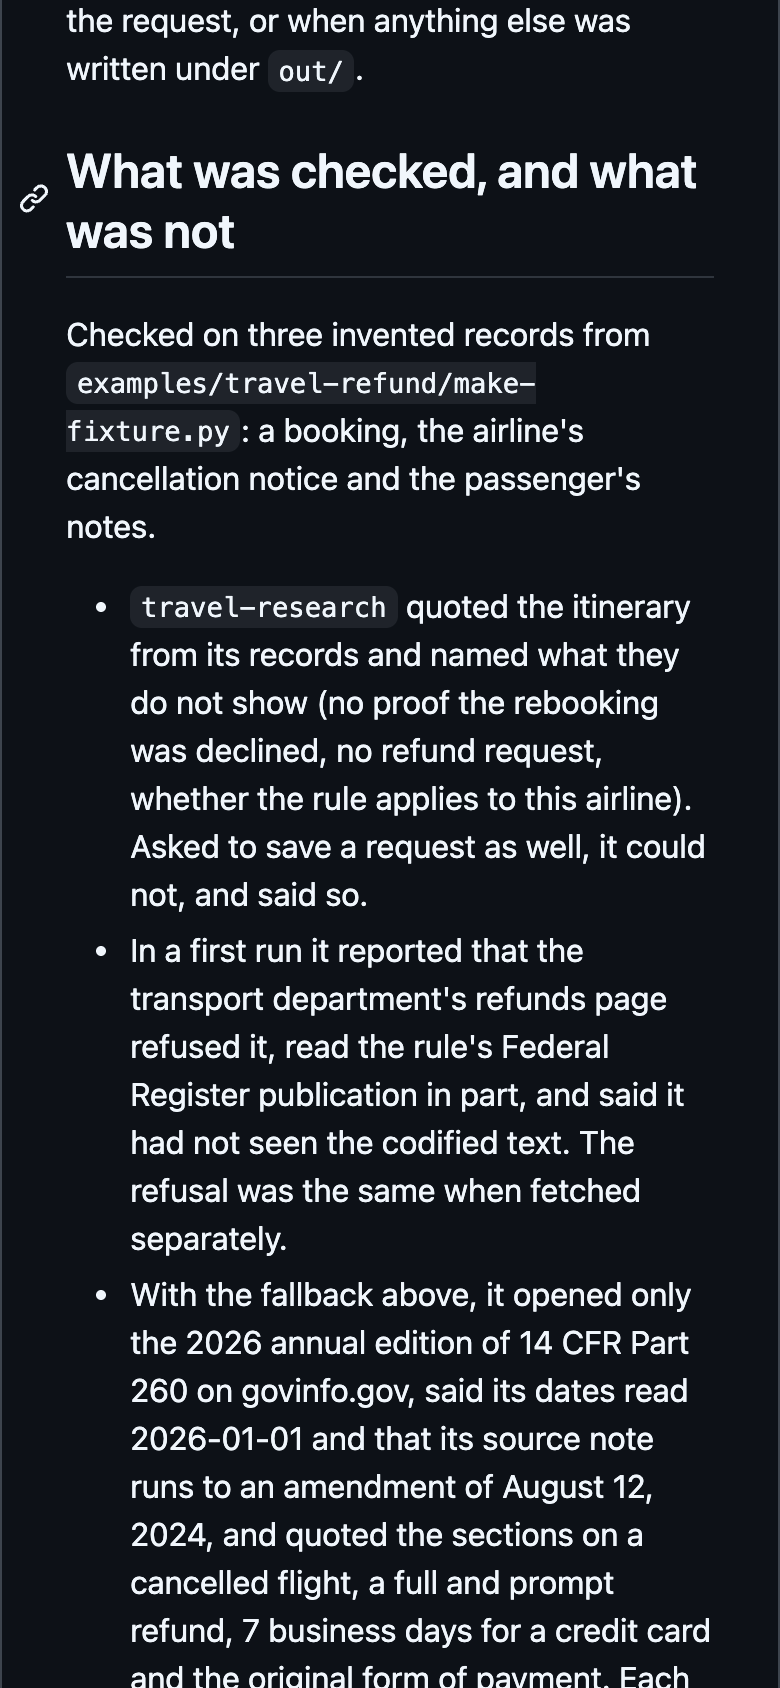 the request, or when anything else was
written under out/.
What was checked, and what
was not
Checked on three invented records from
examples/travel-refund/make-
fixture.py: a booking, the airline's
cancellation notice and the passenger's
notes.
• travel-research quoted the itinerary
from its records and named what they
do not show (no proof the rebooking
was declined, no refund request,
whether the rule applies to this airline).
Asked to save a request as well, it could
not, and said so.
• In a first run it reported that the
transport department's refunds page
refused it, read the rule's Federal
Register publication in part, and said it
had not seen the codified text. The
refusal was the same when fetched
separately.
• With the fallback above, it opened only
the 2026 annual edition of 14 CFR Part
260 on govinfo.gov, said its dates read
2026-01-01 and that its source note
runs to an amendment of August 12,
2024, and quoted the sections on a
cancelled flight, a full and prompt
refund, 7 business days for a credit card
and the original form of payment. Each